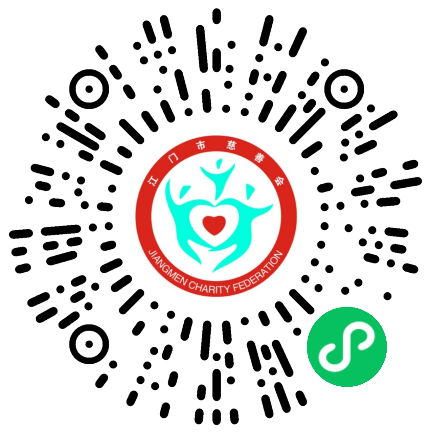 江门市慈善会
JIANGMEN CHARITY FEDERATION